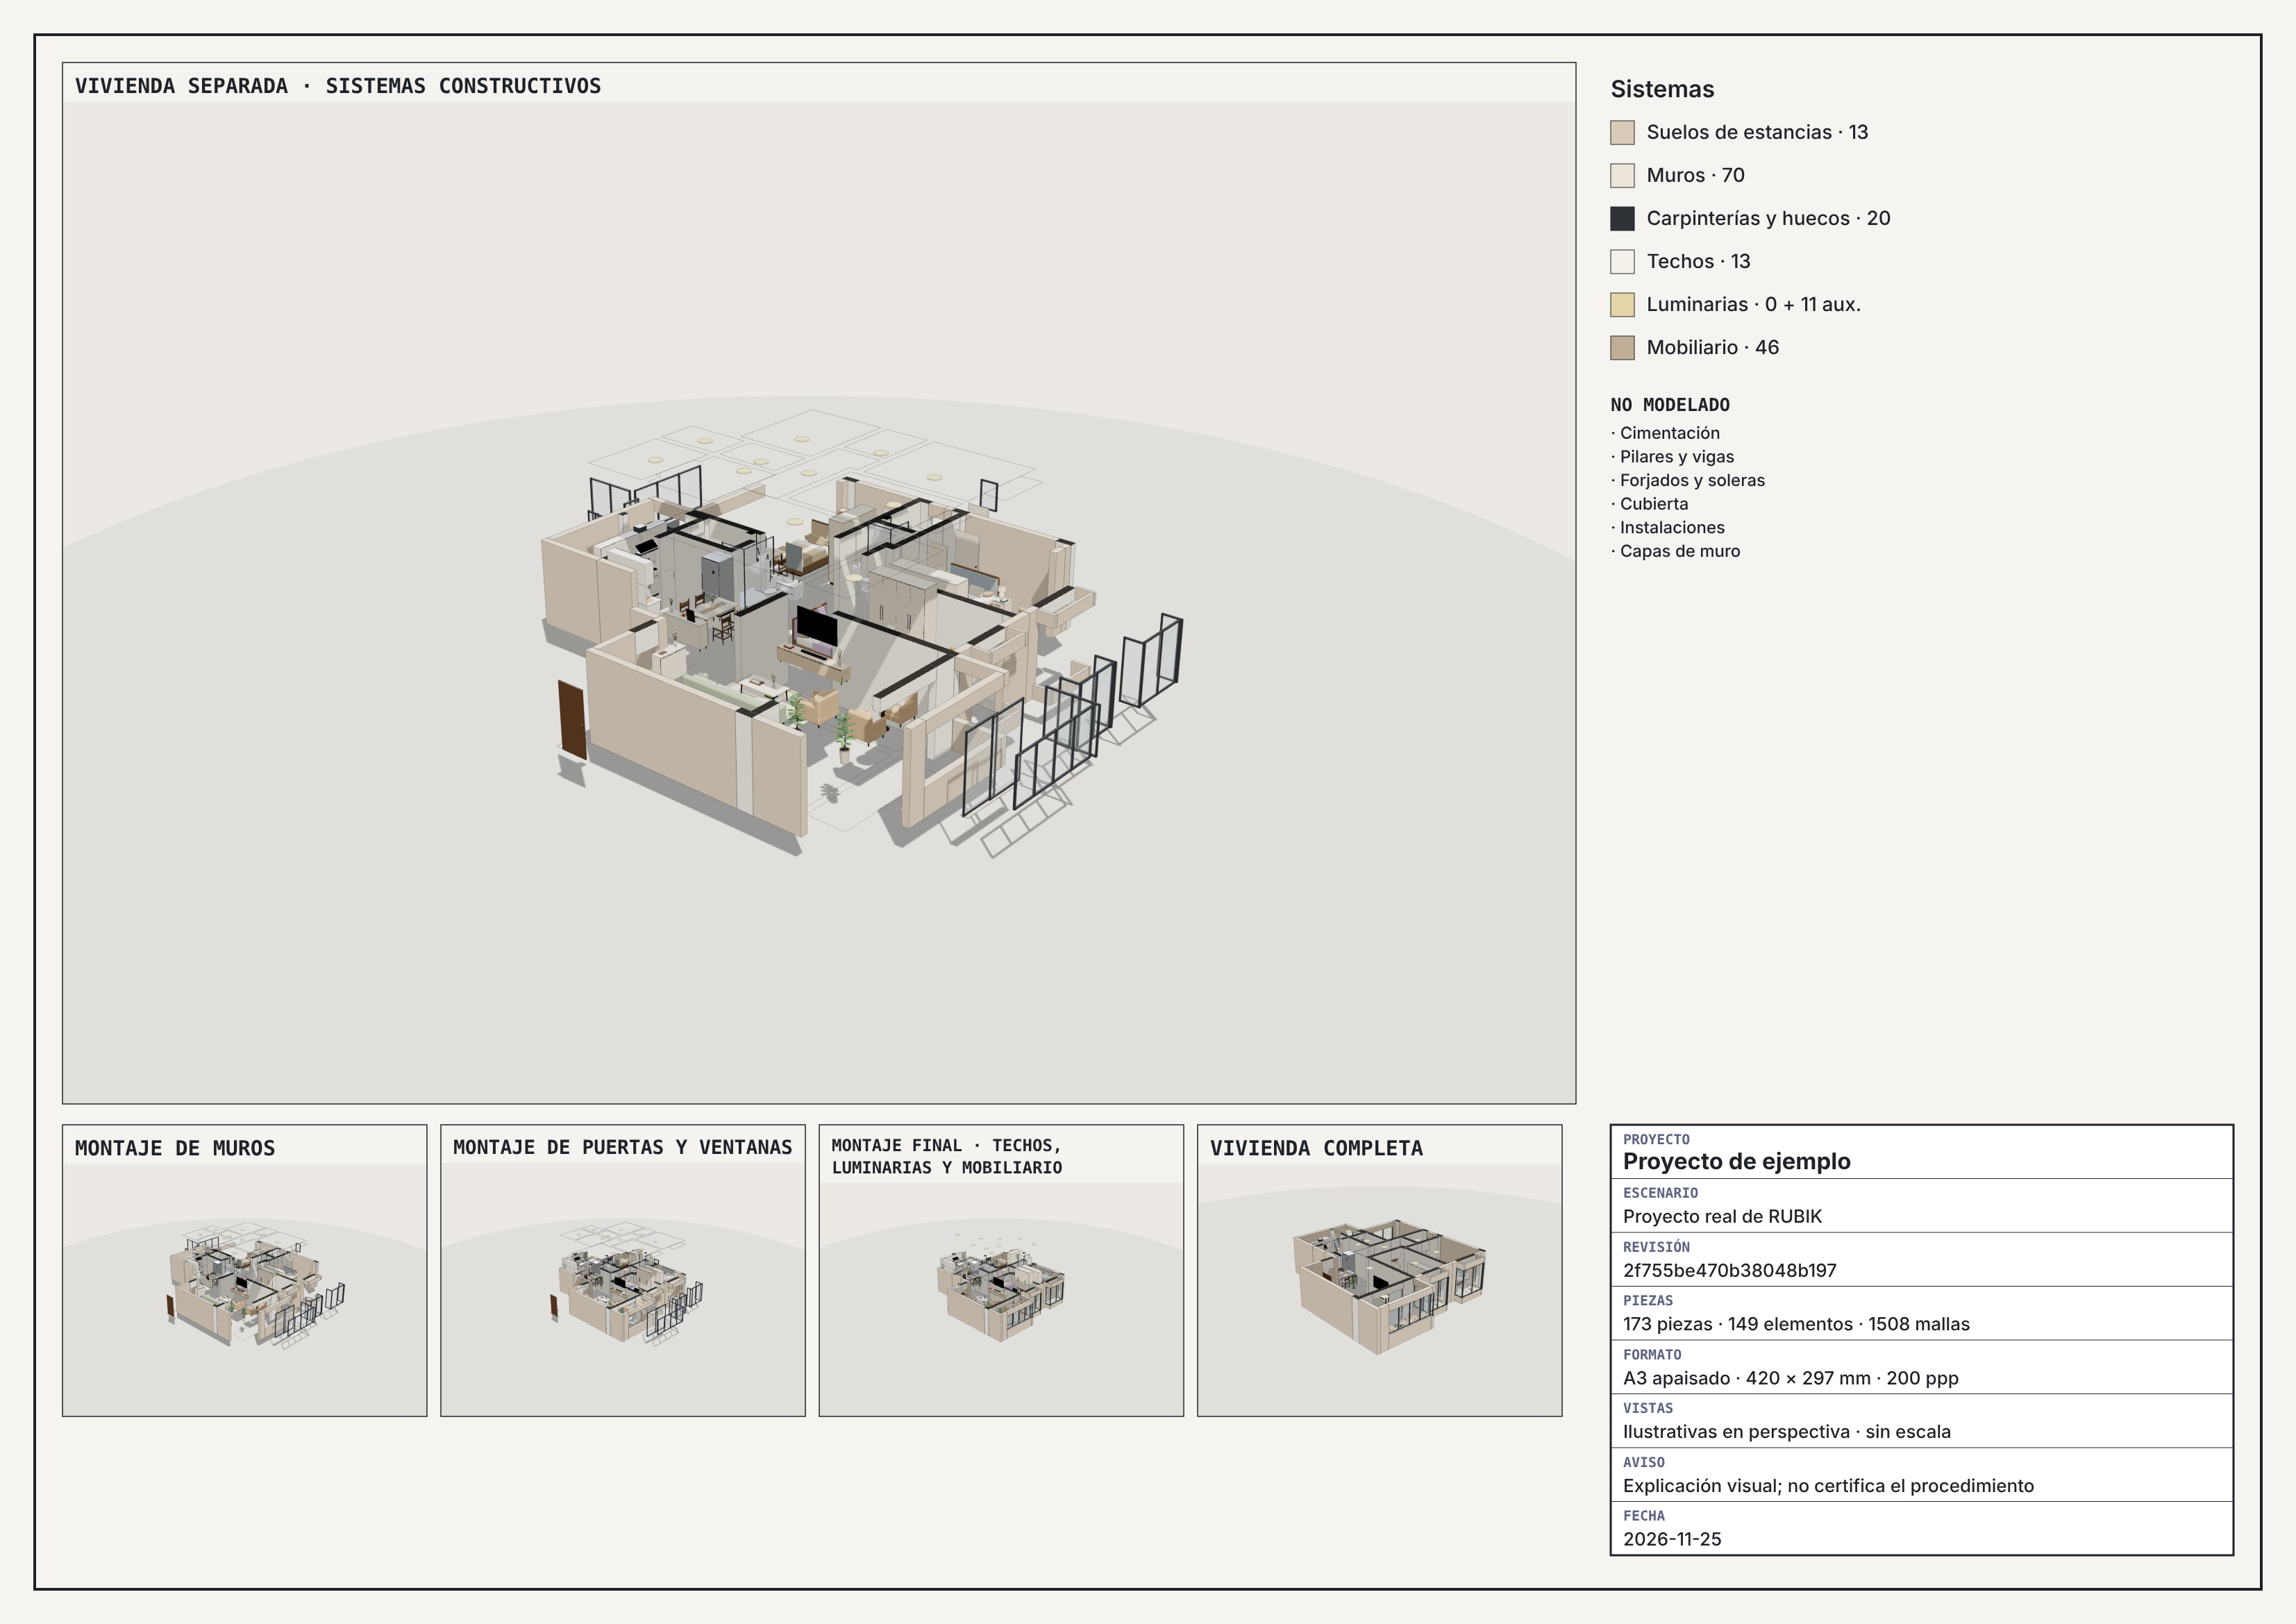 VIVIENDA SEPARADA · SISTEMAS CONSTRUCTIVOS
Sistemas
Suelos de estancias · 13
Muros · 70
Carpinterías y huecos · 20
Techos · 13
Luminarias · 0 + 11 aux.
Mobiliario · 46
NO MODELADO
· Cimentación
· Pilares y vigas
· Forjados y soleras
· Cubierta
· Instalaciones
· Capas de muro
MONTAJE DE MUROS
MONTAJE DE PUERTAS Y VENTANAS
MONTAJE FINAL · TECHOS,
LUMINARIAS Y MOBILIARIO
VIVIENDA COMPLETA
PROYECTO
Proyecto de ejemplo
ESCENARIO
Proyecto real de RUBIK
REVISIÓN
2f755be470b38048b197
PIEZAS
173 piezas · 149 elementos · 1508 mallas
FORMATO
A3 apaisado · 420 × 297 mm · 200 ppp
VISTAS
Ilustrativas en perspectiva · sin escala
AVISO
Explicación visual; no certifica el procedimiento
FECHA
2026-11-25